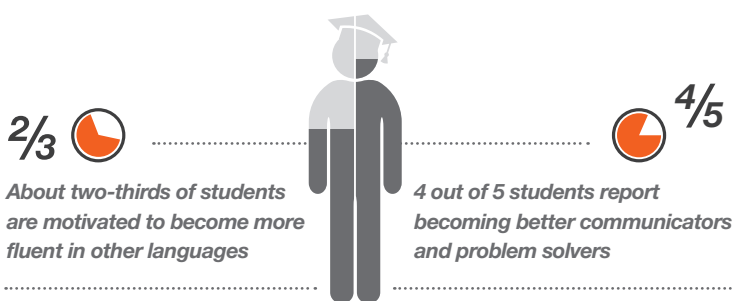 2/3
About two-thirds of students
are motivated to become more
fluent in other languages
4/5
4 out of 5 students report
becoming better communicators
and problem solvers